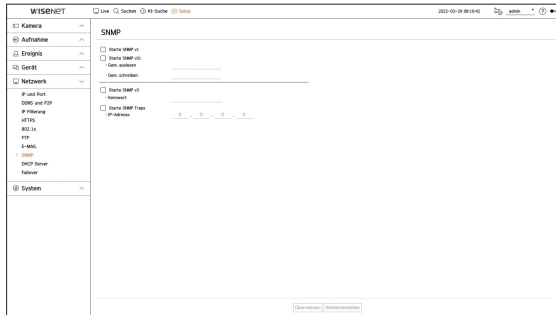 WISENET
Live Suchen KI-Suche Setup
2022-03-29 08:10:42 admin
Kamera
Aufnahme
Ereignis
Gerät
Netzwerk
IP und Port
DDNS und P2P
IP Filterung
HTTPS
802.1x
FTP
E-MAIL
SNMP
DHCP Server
Failover
System
SNMP
Starte SNMP v1
Starte SNMP v2c
- Gem. auslesen
- Gem. schreiben
Starte SNMP v3
- Kennwort
Starte SNMP Traps
- IP-Adresse 0 . 0 . 0 . 0
Übernehmen Wiederherstellen